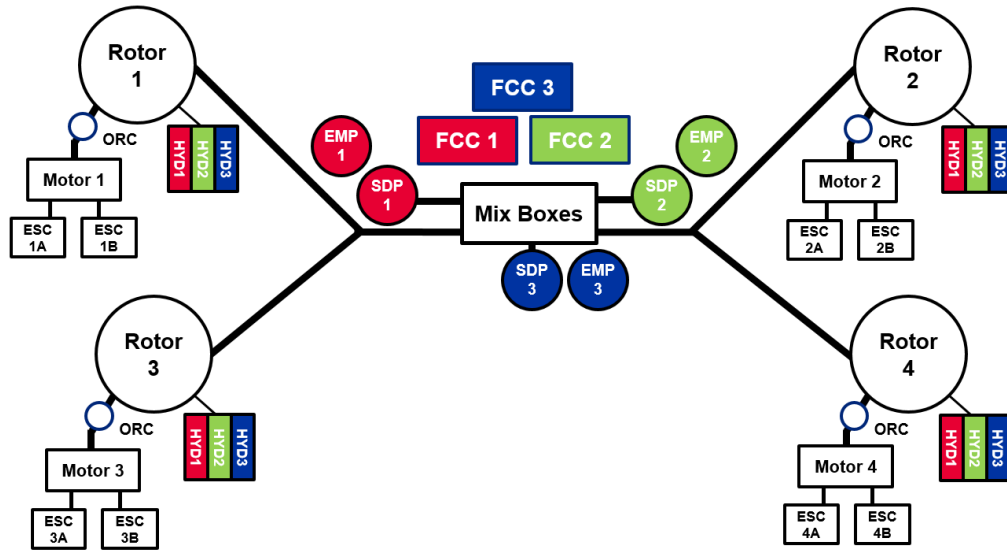 Rotor
1
ORC
HYD1
HYD2
HYD3
Motor 1
ESC
1A
ESC
1B
EMP
1
SDP
1
FCC 3
FCC 1
FCC 2
EMP
2
SDP
2
Mix Boxes
SDP
3
EMP
3
Rotor
2
ORC
HYD1
HYD2
HYD3
Motor 2
ESC
2A
ESC
2B
Rotor
3
ORC
HYD1
HYD2
HYD3
Motor 3
ESC
3A
ESC
3B
Rotor
4
ORC
HYD1
HYD2
HYD3
Motor 4
ESC
4A
ESC
4B